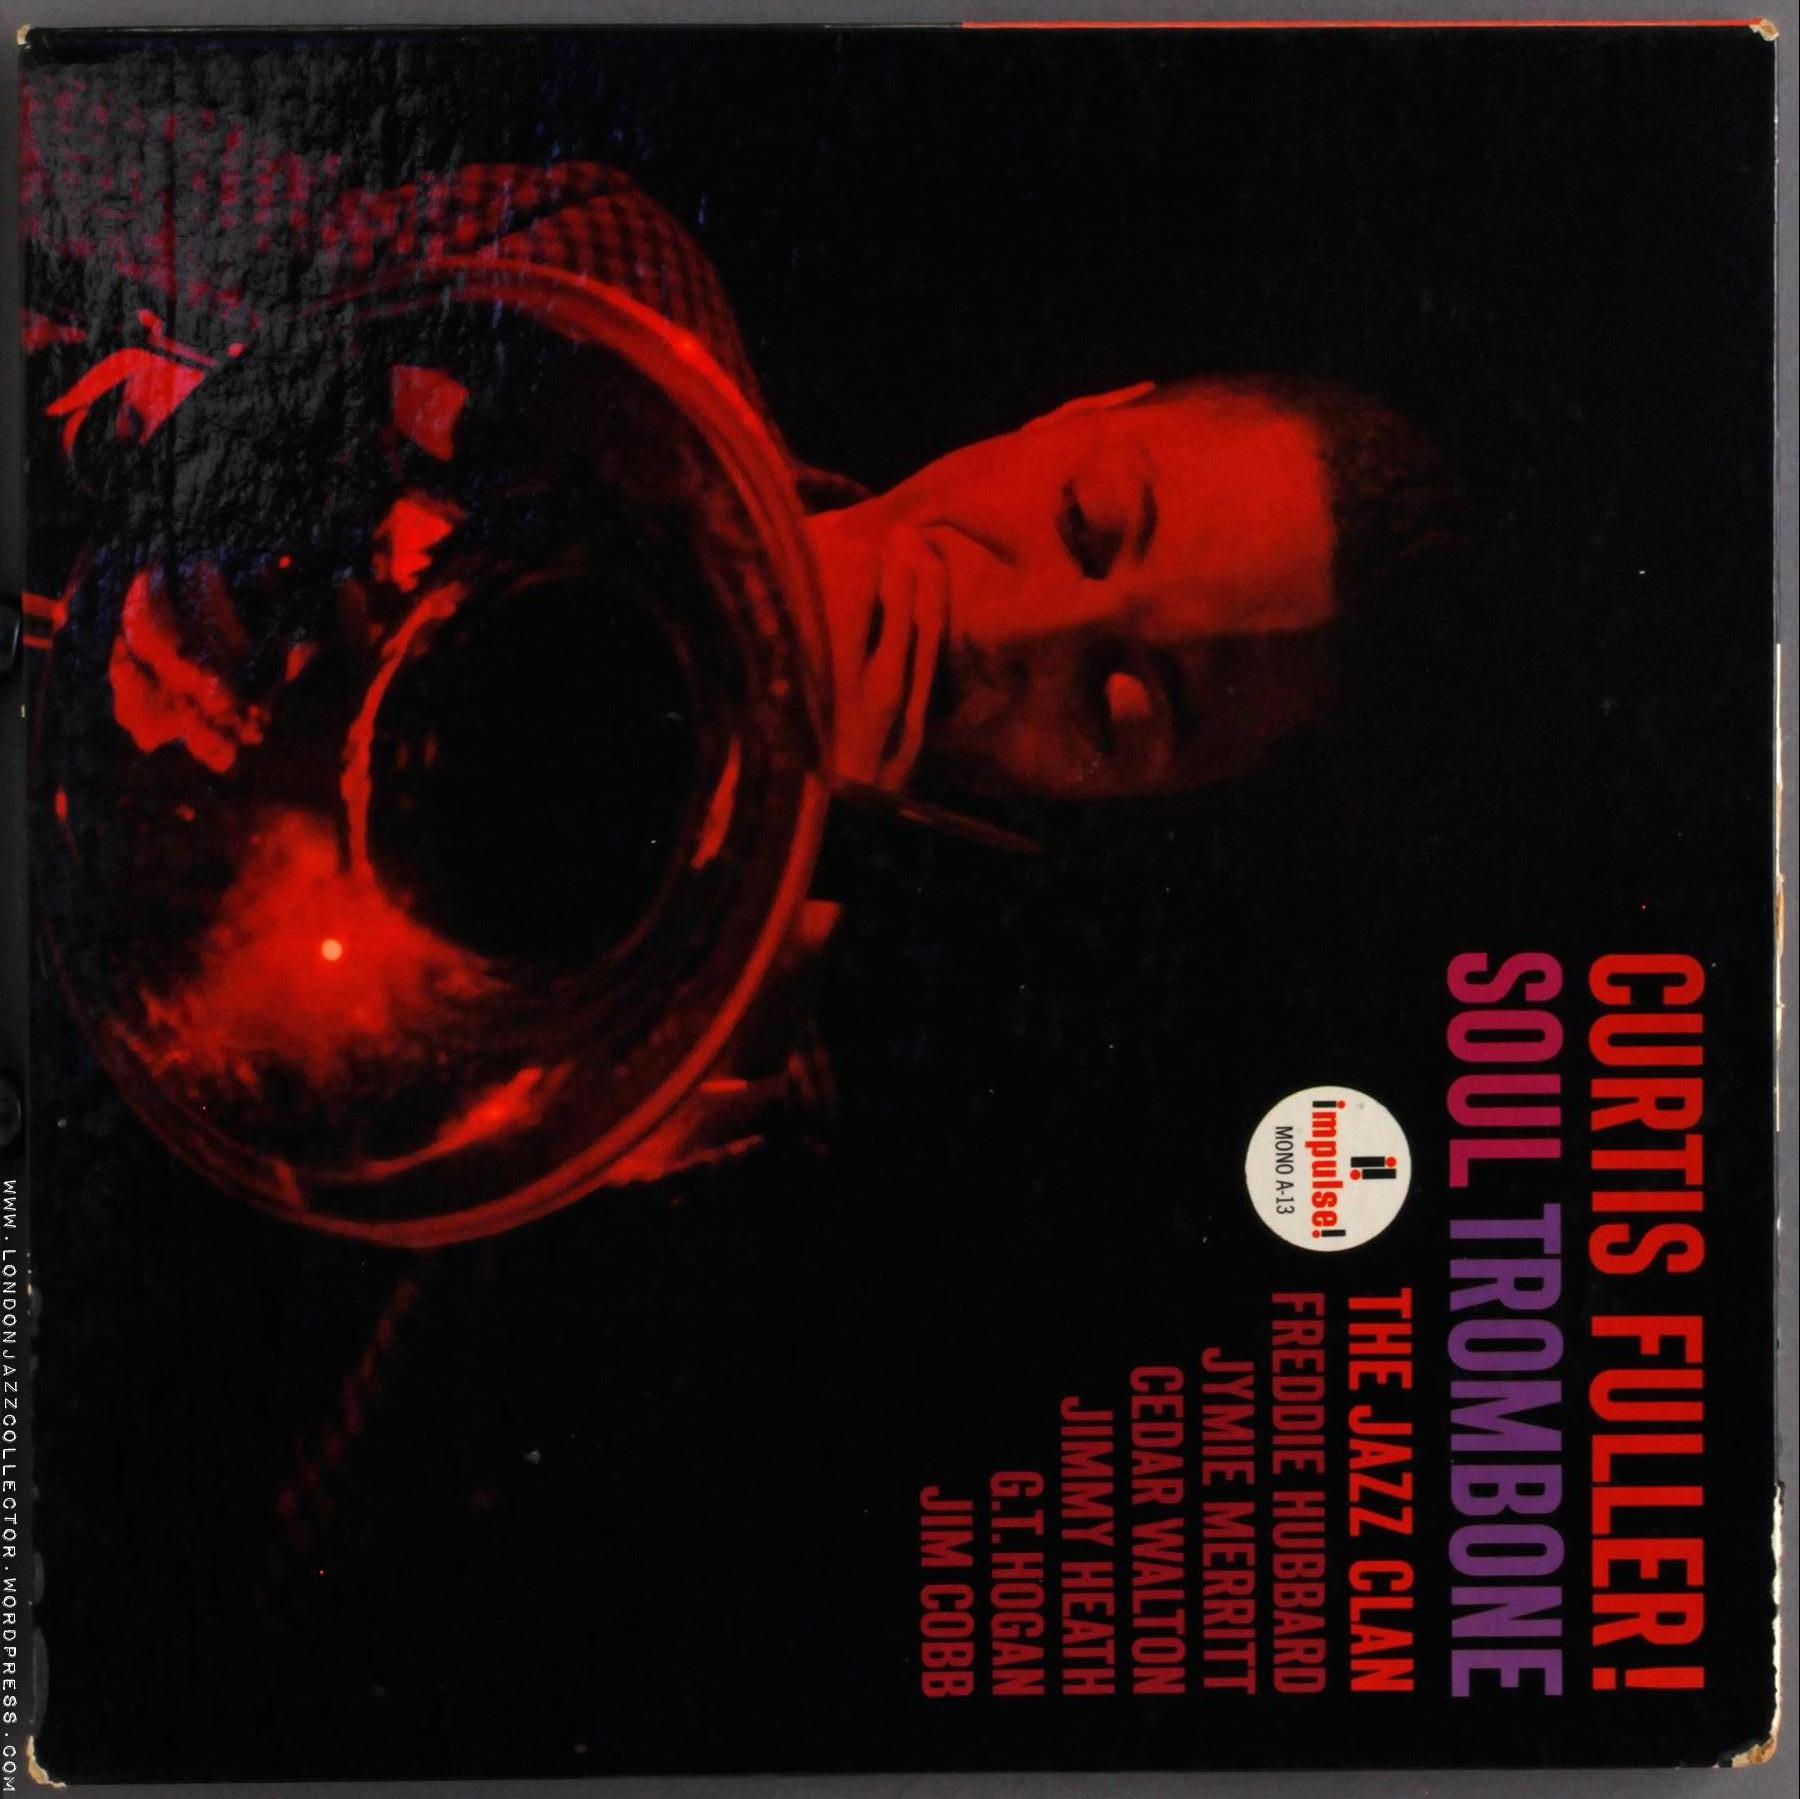 CURTIS FULLER!
SOUL TROMBONE
THE JAZZ CLAN
FREDDIE HUBBARD
JYMIE MERRITT
CEDAR WALTON
JIMMY HEATH
G.T. HOGAN
JIM COBB
impulse!
MONO A-13
WWW.LONDONJAZZCOLLECTOR.WORDPRESS.COM